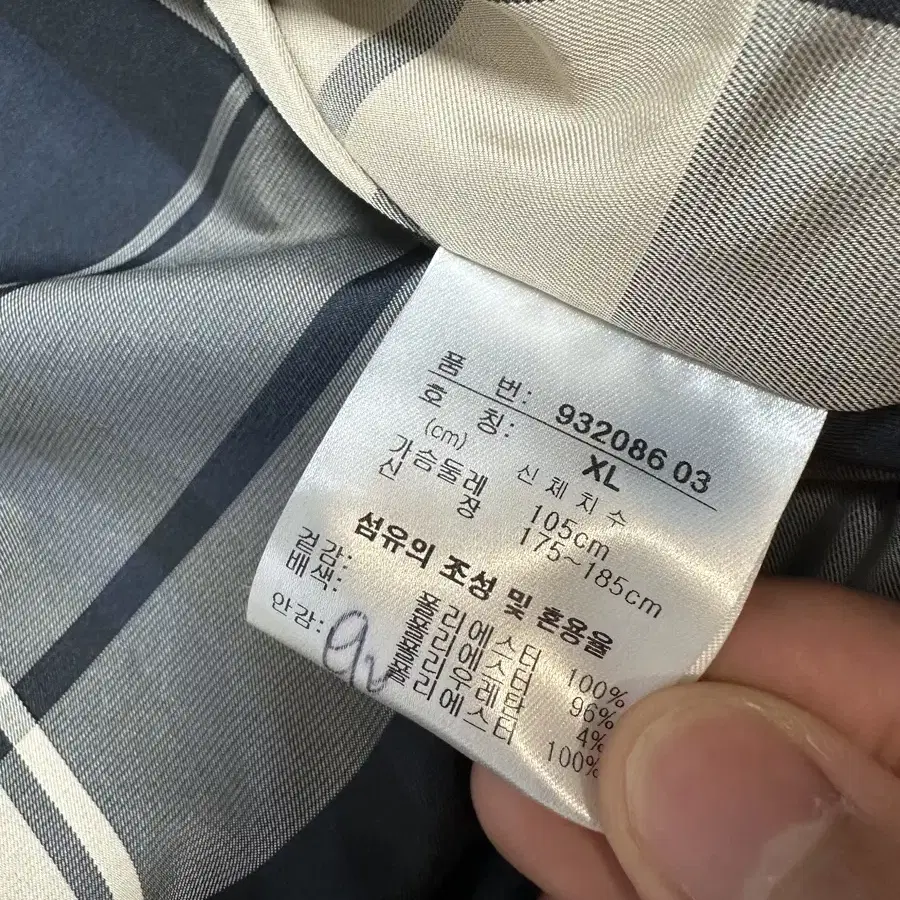 품 번: 932086 03
호 칭: XL
(cm) 신체치수
가슴둘레 105cm
신 장 175~185cm
섬유의 조성 및 혼용율
겉감: 폴리에스터 100%
배색: 폴리에스터 96%
폴리우레탄 4%
안감: 폴리에스터 100%